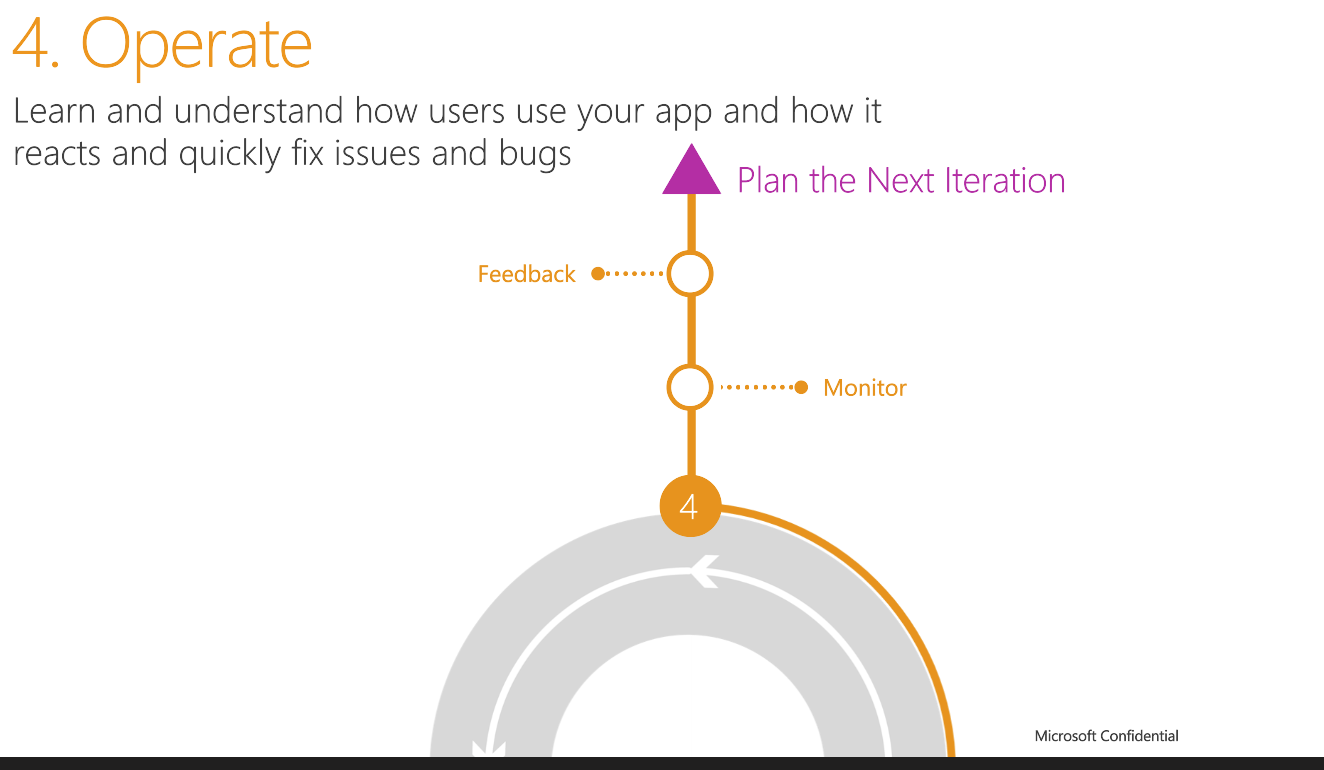 4. Operate
Learn and understand how users use your app and how it
reacts and quickly fix issues and bugs
Plan the Next Iteration
Feedback
Monitor
4
Microsoft Confidential